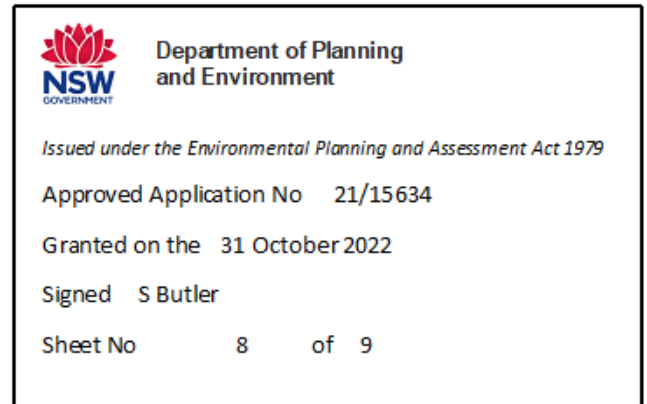 NSW
GOVERNMENT
Department of Planning
and Environment
Issued under the Environmental Planning and Assessment Act 1979
Approved Application No 21/15634
Granted on the 31 October 2022
Signed S Butler
Sheet No 8 of 9